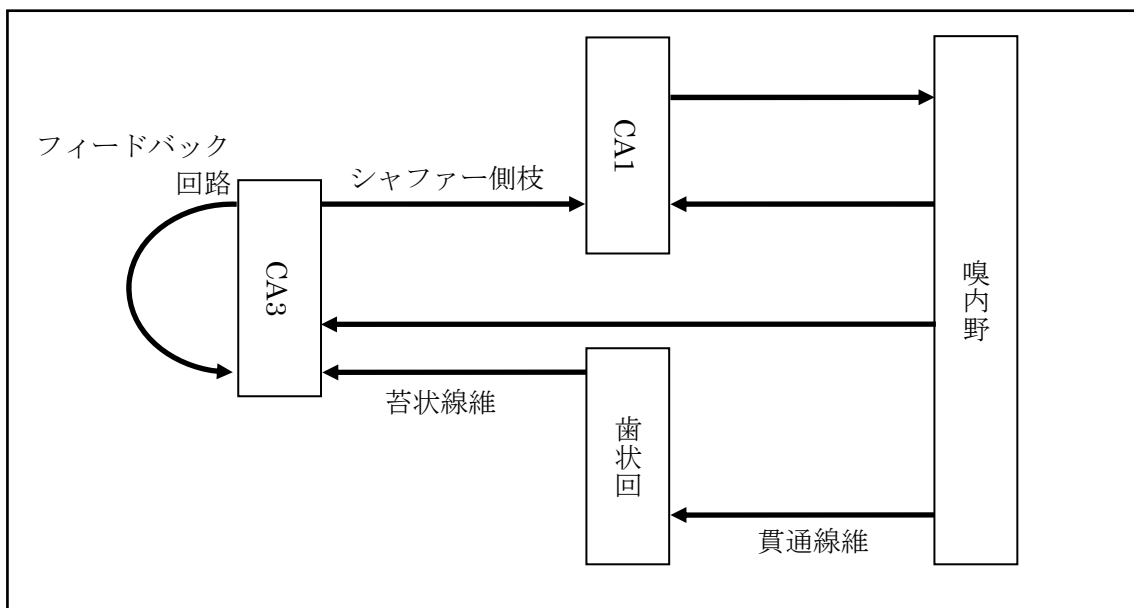 フィードバック
回路
シャファー側枝
CA1
CA3
嗅内野
苔状線維
歯状回
貫通線維